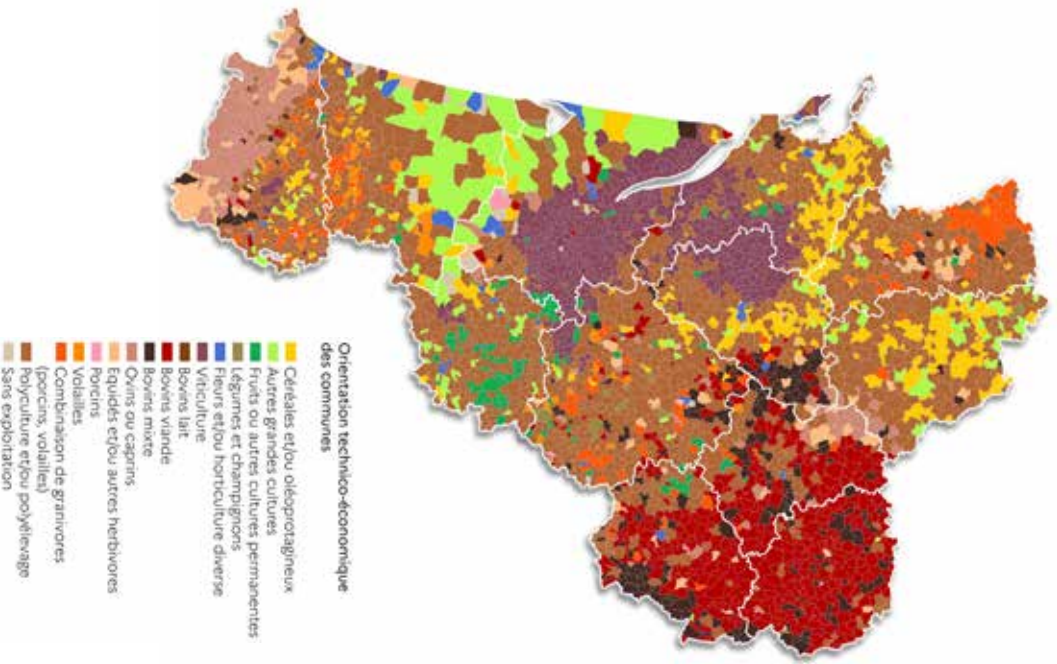 Orientation technico-économique
des communes
Céréales et/ou oléoprotagineux
Autres grandes cultures
Fruits ou autres cultures permanentes
Légumes et champignons
Fleurs et/ou horticulture diverse
Viticulture
Bovins lait
Bovins viande
Bovins mixte
Ovins ou caprins
Equidés et/ou autres herbivores
Porcins
Volailles
Combinaison de granivores
(porcins, volailles)
Polyculture et/ou polyélevage
Sans exploitation